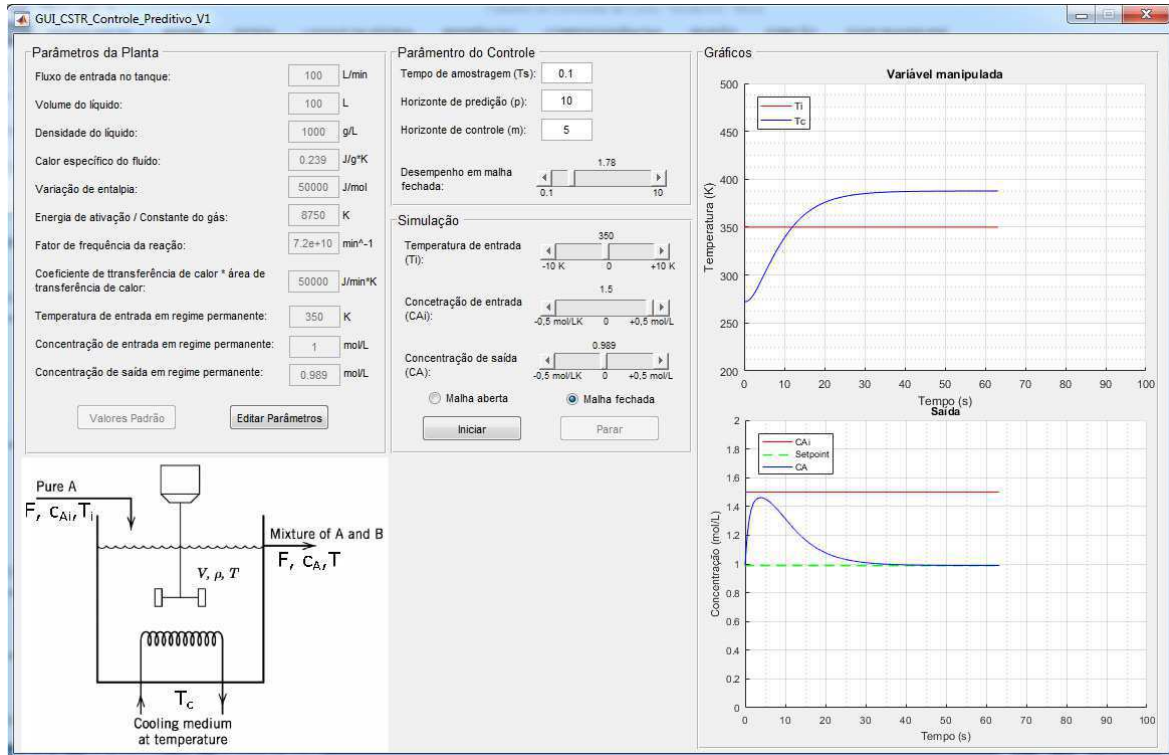 GUI_CSTR_Controle_Preditivo_V1
Parâmetros da Planta
Fluxo de entrada no tanque: 100 L/min
Volume do líquido: 100 L
Densidade do líquido: 1000 g/L
Calor específico do fluído: 0.239 J/g*K
Variação de entalpia: 50000 J/mol
Energia de ativação / Constante do gás: 8750 K
Fator de frequência da reação: 7.2e+10 min^-1
Coeficiente de ttransferência de calor * área de
transferência de calor: 50000 J/min*K
Temperatura de entrada em regime permanente: 350 K
Concentração de entrada em regime permanente: 1 mol/L
Concentração de saída em regime permanente: 0.989 mol/L
Valores Padrão Editar Parâmetros
Pure A
F, cAi,Ti
Mixture of A and B
F, cA,T
V, ρ, T
Tc
Cooling medium
at temperature
Parâmentro do Controle
Tempo de amostragem (Ts): 0.1
Horizonte de predição (p): 10
Horizonte de controle (m): 5
1.78
Desempenho em malha
fechada:
0.1 10
Simulação
350
Temperatura de entrada
(Ti):
-10 K 0 +10 K
1.5
Concetração de entrada
(CAi):
-0,5 mol/LK 0 +0,5 mol/L
0.989
Concentração de saída
(CA):
-0,5 mol/LK 0 +0,5 mol/L
Malha aberta Malha fechada
Iniciar Parar
Gráficos
Variável manipulada
500
450
400
350
300
250
200
Temperatura (K)
Ti
Tc
0 10 20 30 40 50 60 70 80 90 100
Tempo (s)
Saída
2
1.8
1.6
1.4
1.2
1
0.8
0.6
0.4
0.2
0
Concentração (mol/L)
CAi
Setpoint
CA
0 10 20 30 40 50 60 70 80 90 100
Tempo (s)